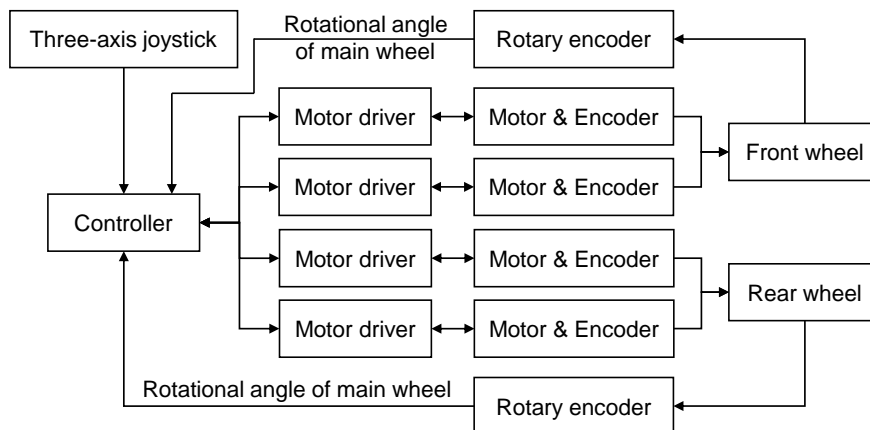 Three-axis joystick
Rotational angle
of main wheel
Rotary encoder
Motor driver
Motor & Encoder
Front wheel
Motor driver
Motor & Encoder
Controller
Motor driver
Motor & Encoder
Rear wheel
Motor driver
Motor & Encoder
Rotational angle of main wheel
Rotary encoder